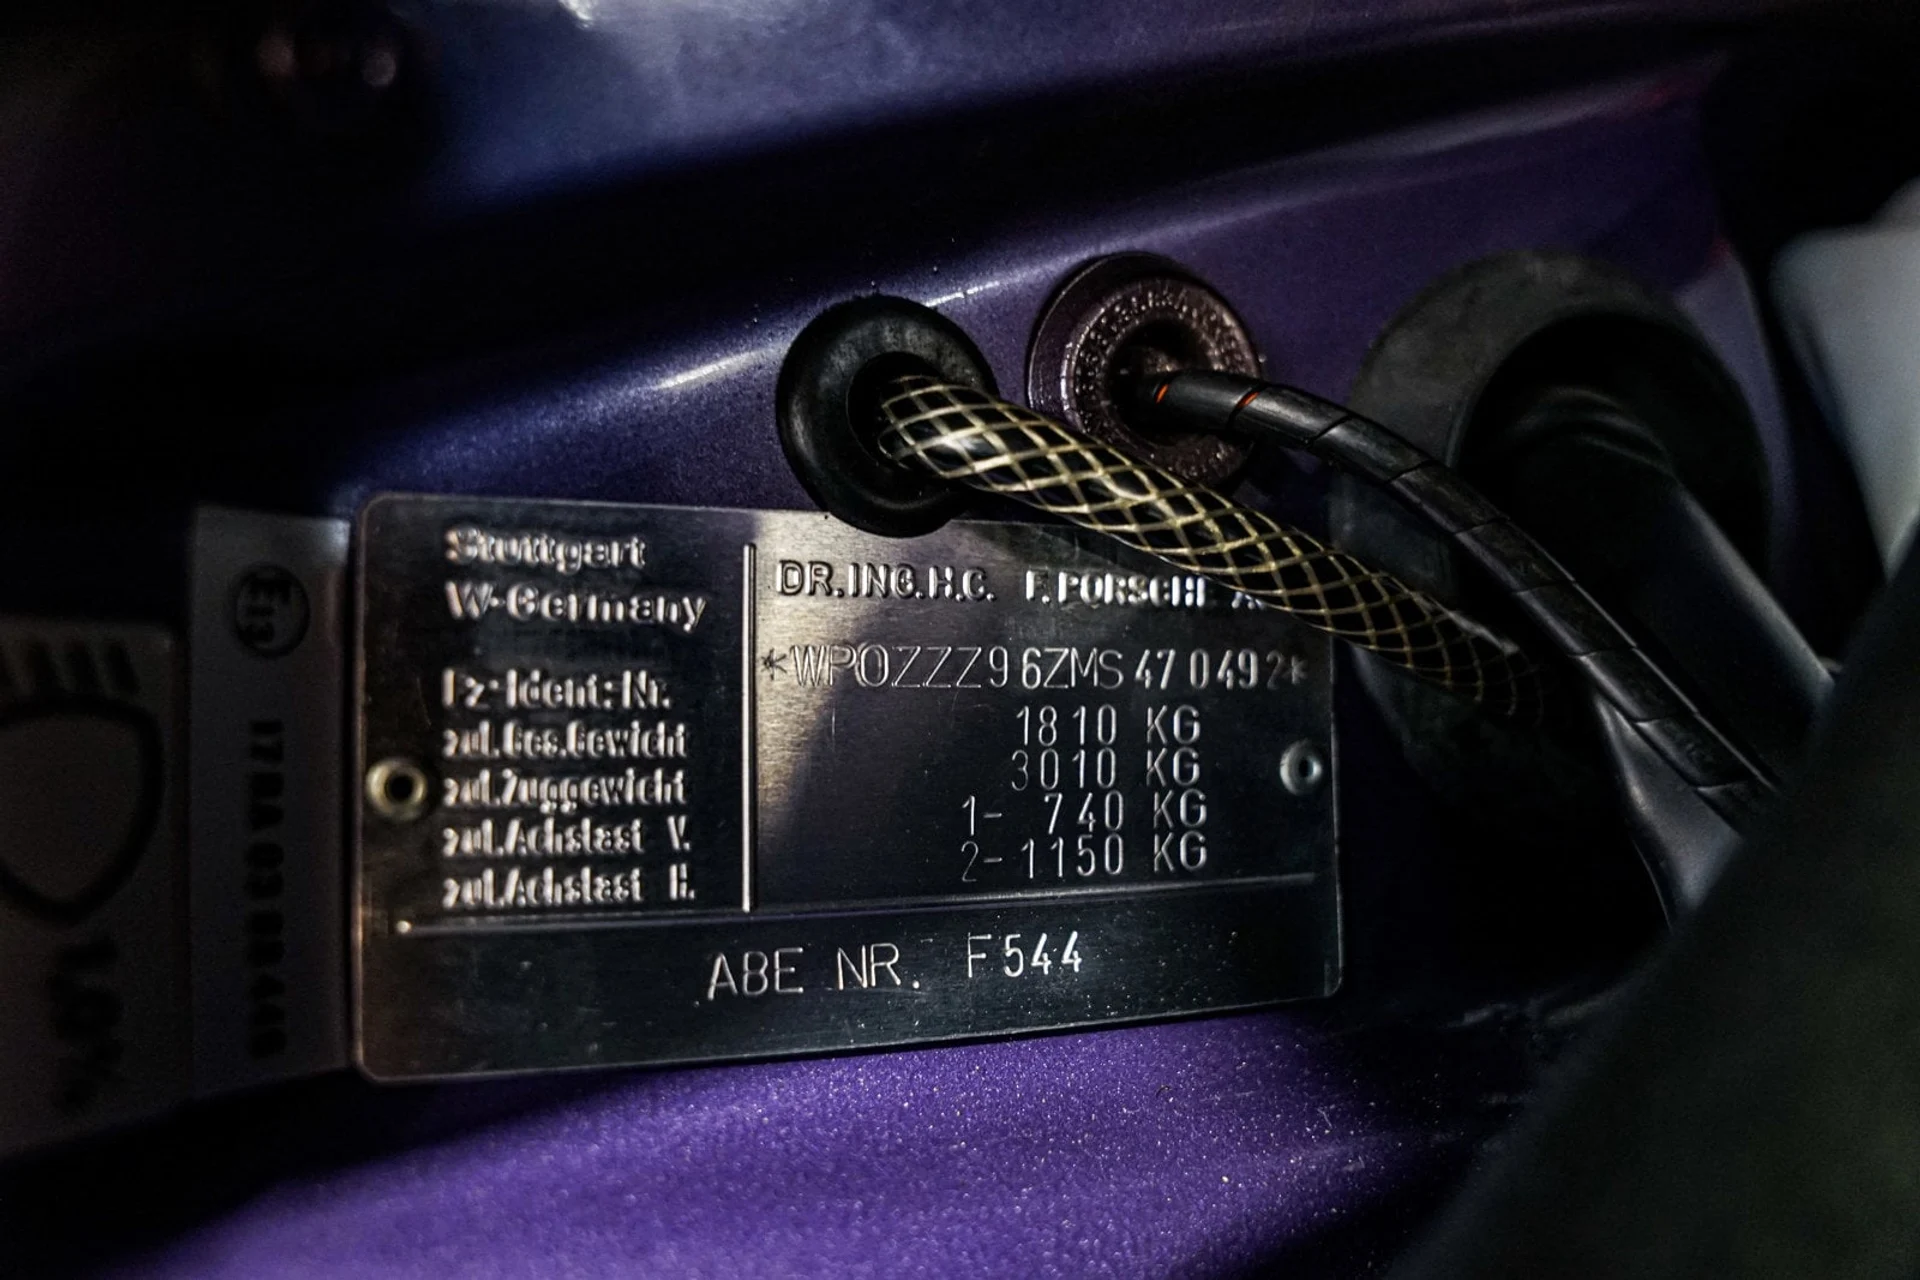 Stuttgart
W-Germany
DR.ING.H.C. F.PORSCHE
Fz-Ident:-Nr.
*WP0ZZZ96ZMS470492*
zul.Ges.Gewicht
1810 KG
zul.Zuggewicht
3010 KG
zul.Achslast V.
1- 740 KG
zul.Achslast H.
2-1150 KG
ABE NR. F544
E13